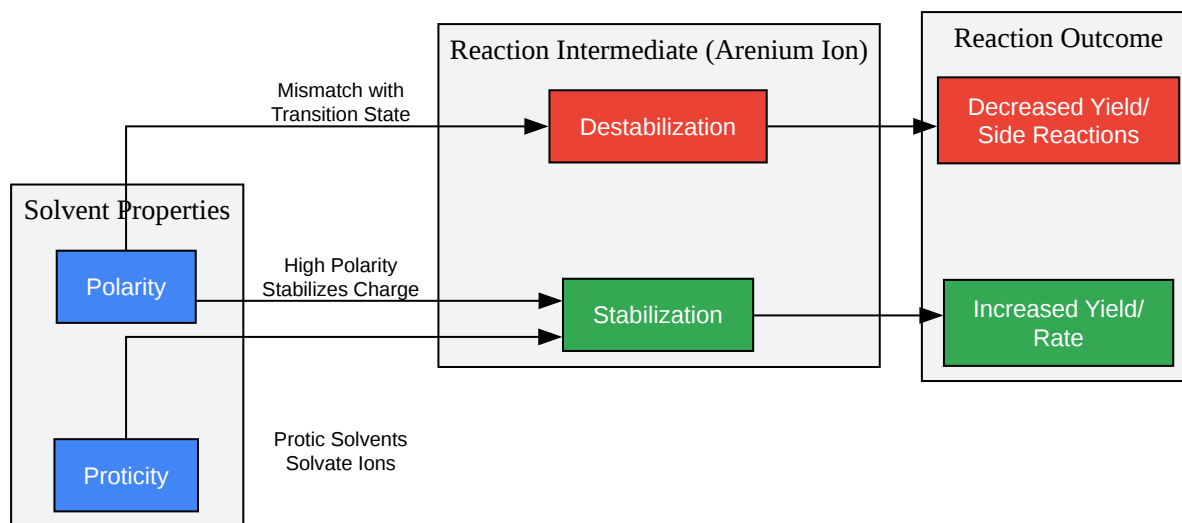 Solvent Properties
Polarity
Proticity
Mismatch with
Transition State
High Polarity
Stabilizes Charge
Protic Solvents
Solvate Ions
Reaction Intermediate (Arenium Ion)
Destabilization
Stabilization
Reaction Outcome
Decreased Yield/
Side Reactions
Increased Yield/
Rate